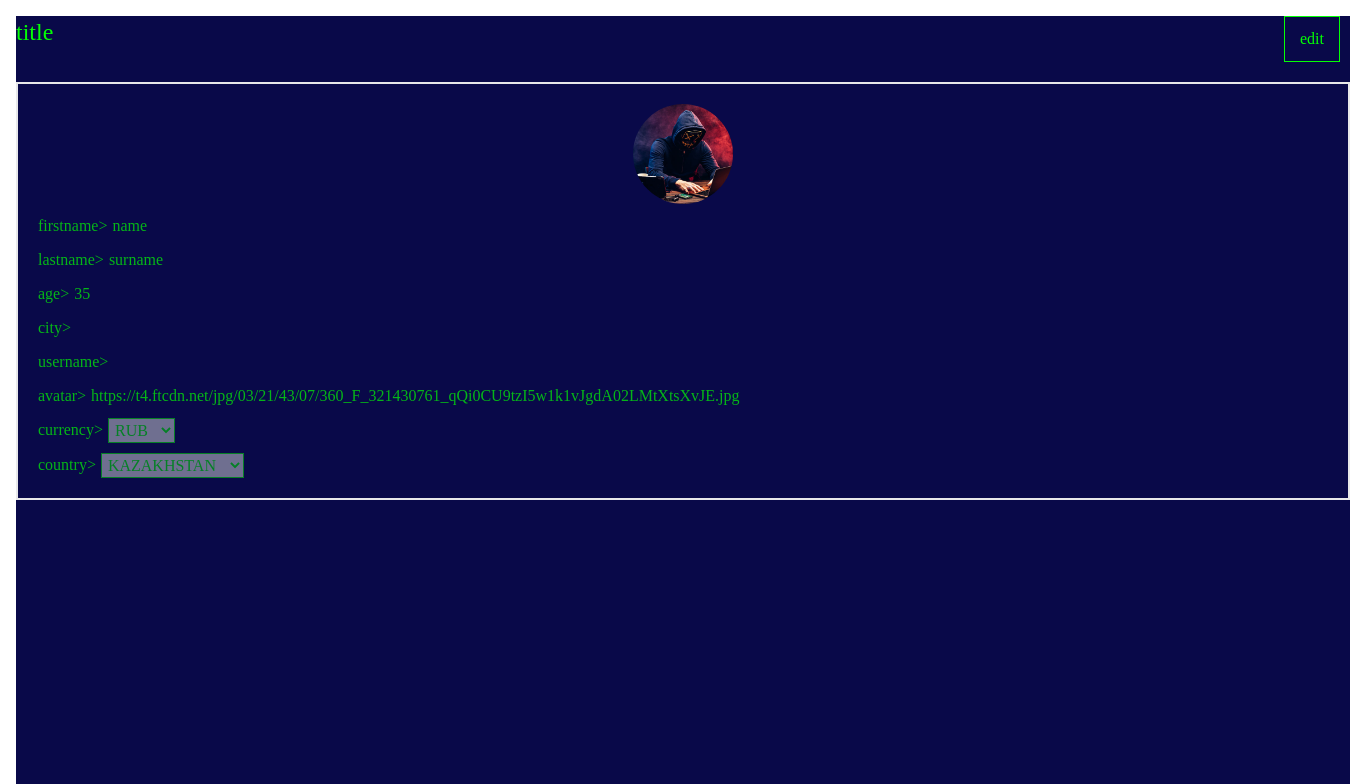 title
edit
firstname> name
lastname> surname
age> 35
city>
username>
avatar> https://t4.ftcdn.net/jpg/03/21/43/07/360_F_321430761_qQi0CU9tzI5w1k1vJgdA02LMtXtsXvJE.jpg
currency> RUB
country> KAZAKHSTAN